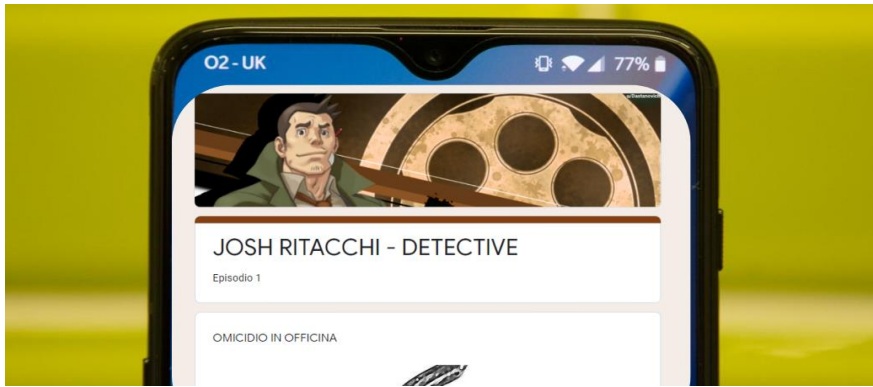 O2 - UK 77%
JOSH RITACCHI - DETECTIVE
Episodio 1
OMICIDIO IN OFFICINA